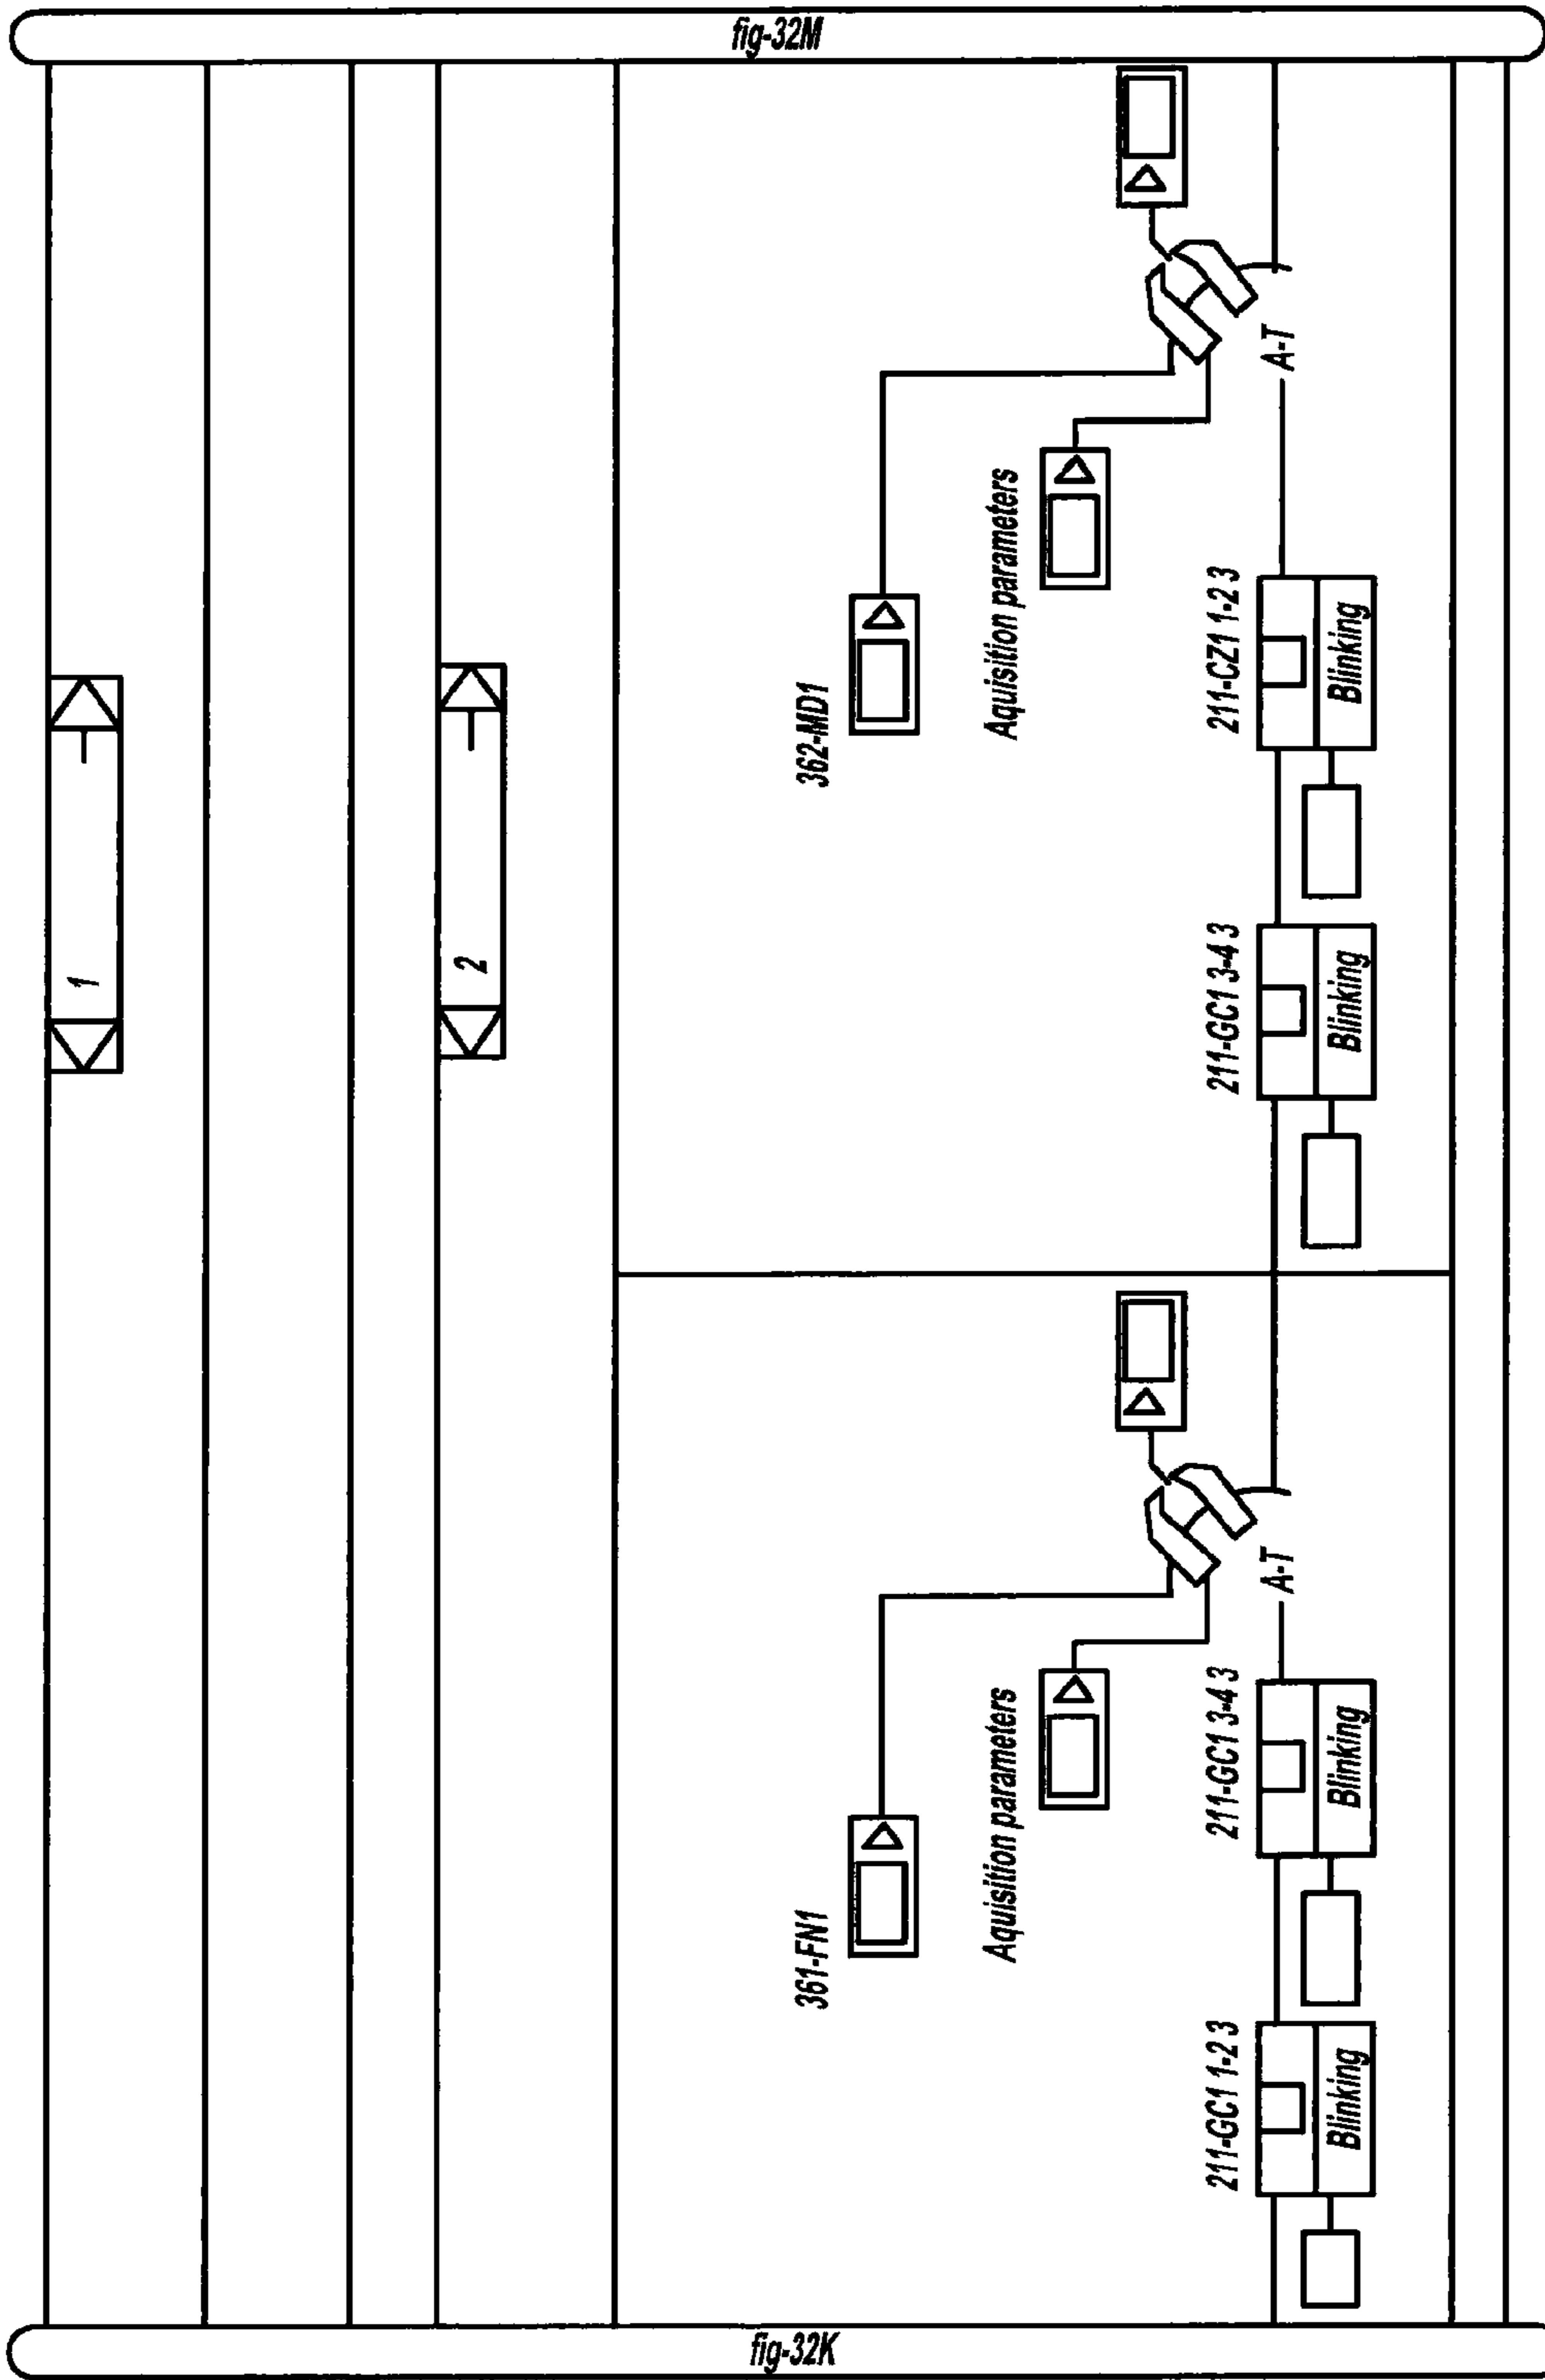 fig-32K
fig-32M
1
2
361-FN1
362-MD1
Aquisition parameters
Aquisition parameters
A-T
A-T
211-GC1 1-2 3
211-GC1 3-4 3
211-GC1 3-4 3
211-CZ1 1-2 3
Blinking
Blinking
Blinking
Blinking